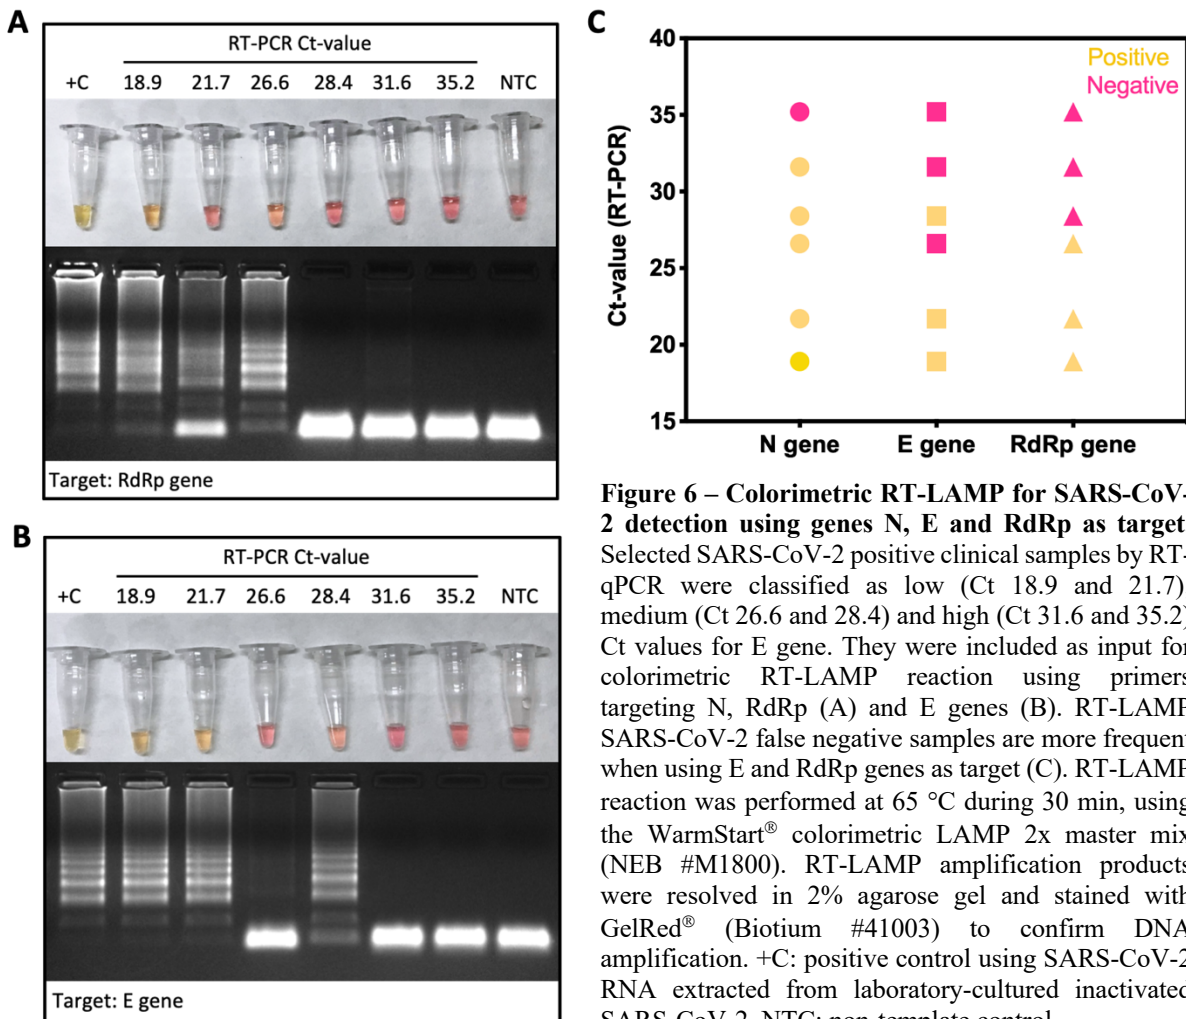 A
RT-PCR Ct-value
+C 18.9 21.7 26.6 28.4 31.6 35.2 NTC
Target: RdRp gene
B
RT-PCR Ct-value
+C 18.9 21.7 26.6 28.4 31.6 35.2 NTC
Target: E gene
C
Positive
Negative
Ct-value (RT-PCR)
40
35
30
25
20
15
N gene E gene RdRp gene
Figure 6 – Colorimetric RT-LAMP for SARS-CoV-
2 detection using genes N, E and RdRp as target
Selected SARS-CoV-2 positive clinical samples by RT-
qPCR were classified as low (Ct 18.9 and 21.7)
medium (Ct 26.6 and 28.4) and high (Ct 31.6 and 35.2)
Ct values for E gene. They were included as input for
colorimetric RT-LAMP reaction using primers
targeting N, RdRp (A) and E genes (B). RT-LAMP
SARS-CoV-2 false negative samples are more frequent
when using E and RdRp genes as target (C). RT-LAMP
reaction was performed at 65 °C during 30 min, using
the WarmStart® colorimetric LAMP 2x master mix
(NEB #M1800). RT-LAMP amplification products
were resolved in 2% agarose gel and stained with
GelRed® (Biotium #41003) to confirm DNA
amplification. +C: positive control using SARS-CoV-2
RNA extracted from laboratory-cultured inactivated
SARS-CoV-2. NTC: non-template control